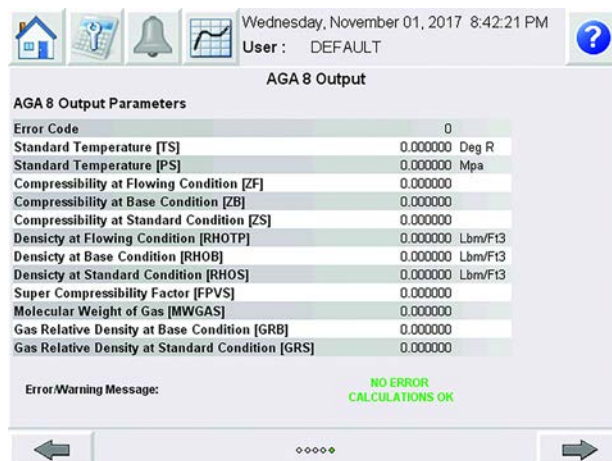 Wednesday, November 01, 2017 8:42:21 PM
User : DEFAULT
?
AGA 8 Output
AGA 8 Output Parameters
Error Code 0
Standard Temperature [TS] 0.000000 Deg R
Standard Temperature [PS] 0.000000 Mpa
Compressibility at Flowing Condition [ZF] 0.000000
Compressibility at Base Condition [ZB] 0.000000
Compressibility at Standard Condition [ZS] 0.000000
Densicty at Flowing Condition [RHOTP] 0.000000 Lbm/Ft3
Densicty at Base Condition [RHOB] 0.000000 Lbm/Ft3
Densicty at Standard Condition [RHOS] 0.000000 Lbm/Ft3
Super Compressibility Factor [FPVS] 0.000000
Molecular Weight of Gas [MWGAS] 0.000000
Gas Relative Density at Base Condition [GRB] 0.000000
Gas Relative Density at Standard Condition [GRS] 0.000000
Error/Warning Message: NO ERROR
CALCULATIONS OK